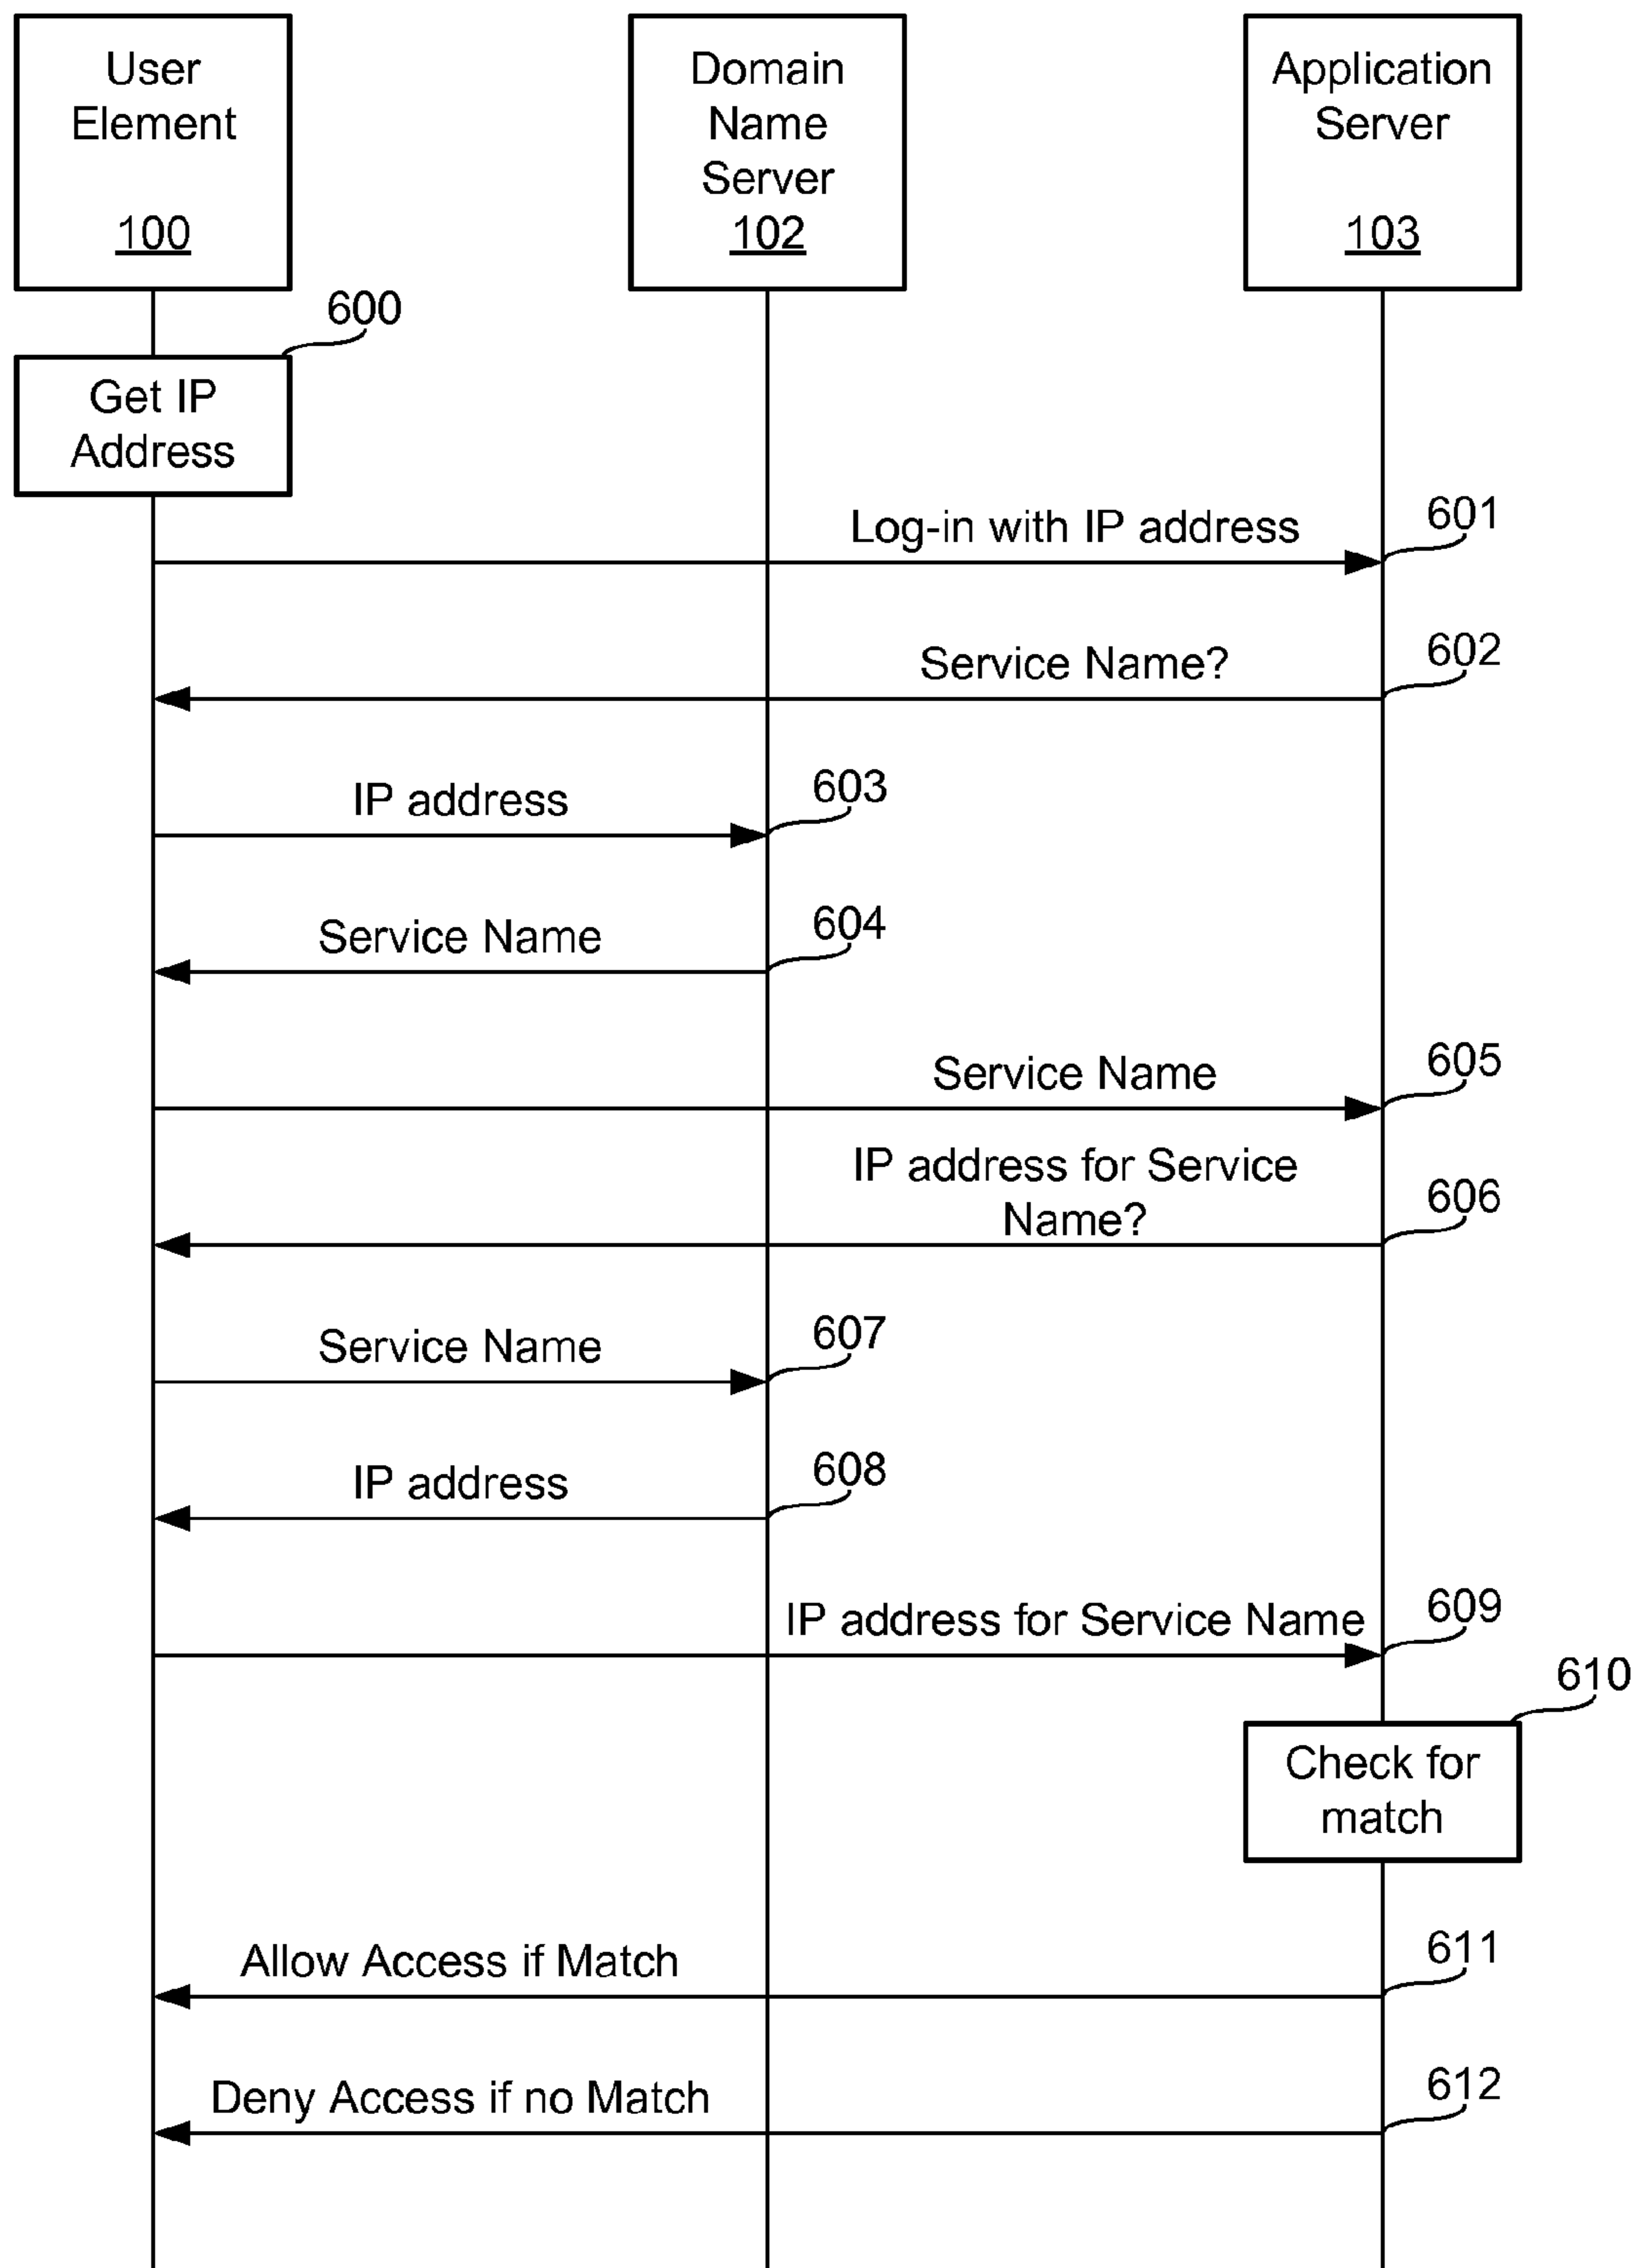 User
Element
100
Domain
Name
Server
102
Application
Server
103
600
Get IP
Address
Log-in with IP address
601
Service Name?
602
IP address
603
Service Name
604
Service Name
605
IP address for Service
Name?
606
Service Name
607
IP address
608
IP address for Service Name
609
610
Check for
match
Allow Access if Match
611
Deny Access if no Match
612